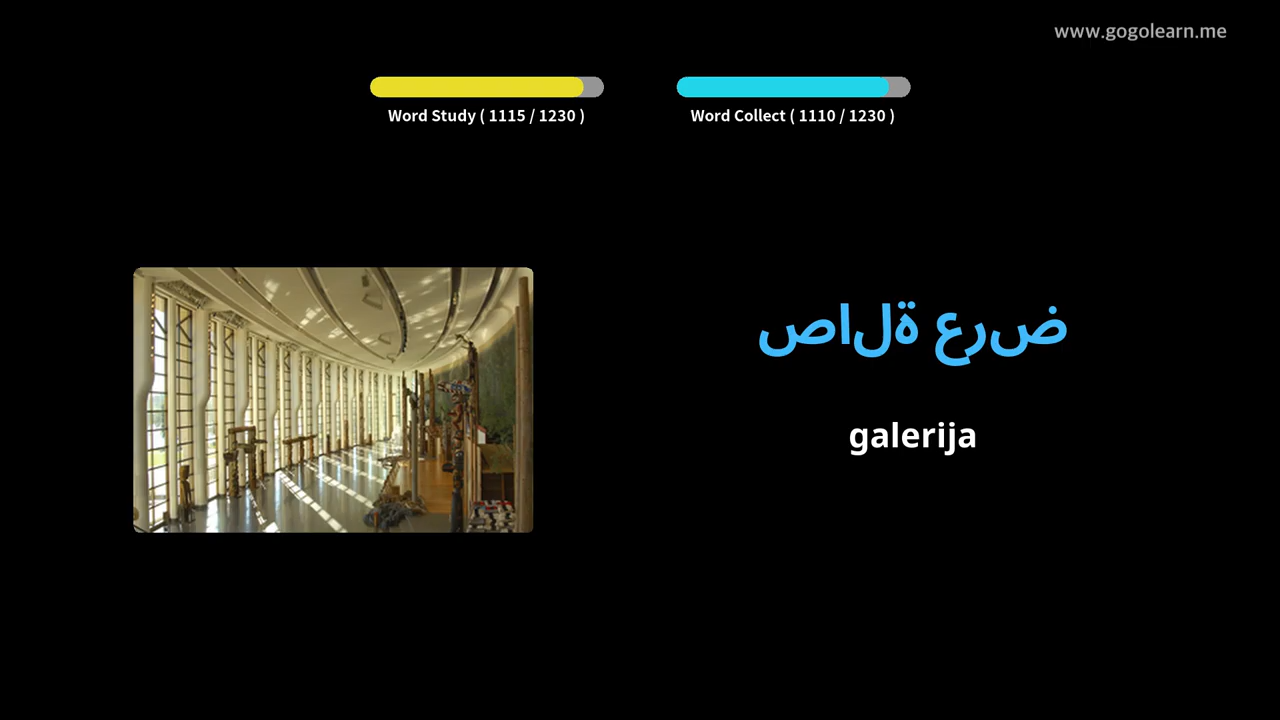 www.gogolearn.me
Word Study ( 1115 / 1230 )
Word Collect ( 1110 / 1230 )
صالة عرض
galerija